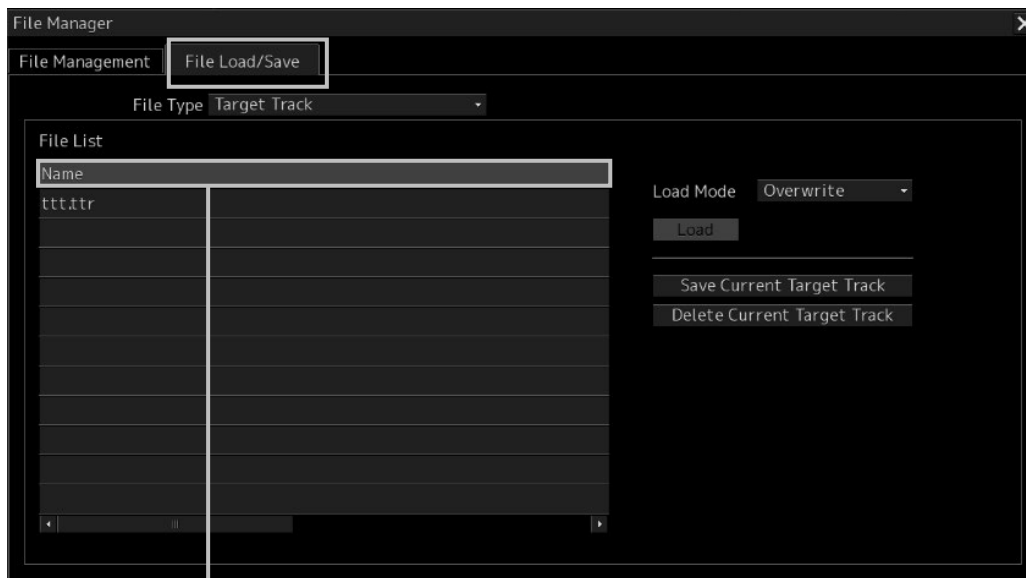 File Manager
File Management
File Load/Save
File Type Target Track
File List
Name
ttt.ttr
Load Mode Overwrite
Load
Save Current Target Track
Delete Current Target Track